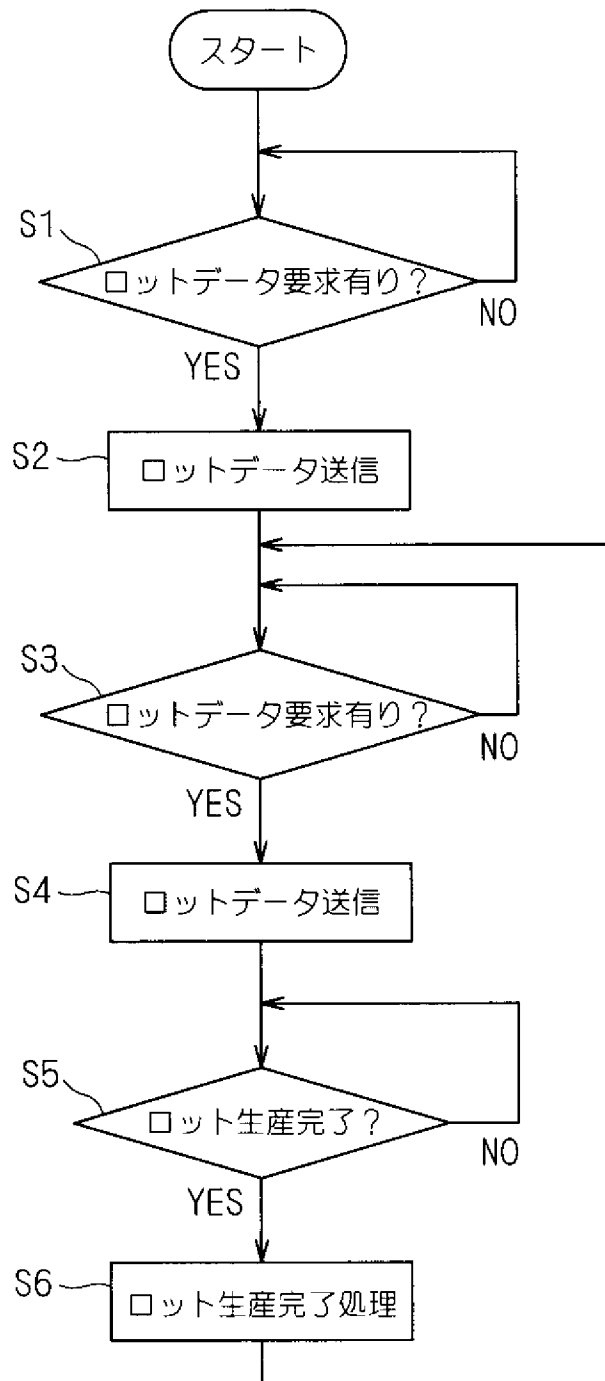 スタート
S1
ロットデータ要求有り?
NO
YES
S2
ロットデータ送信
S3
ロットデータ要求有り?
NO
YES
S4
ロットデータ送信
S5
ロット生産完了?
NO
YES
S6
ロット生産完了処理